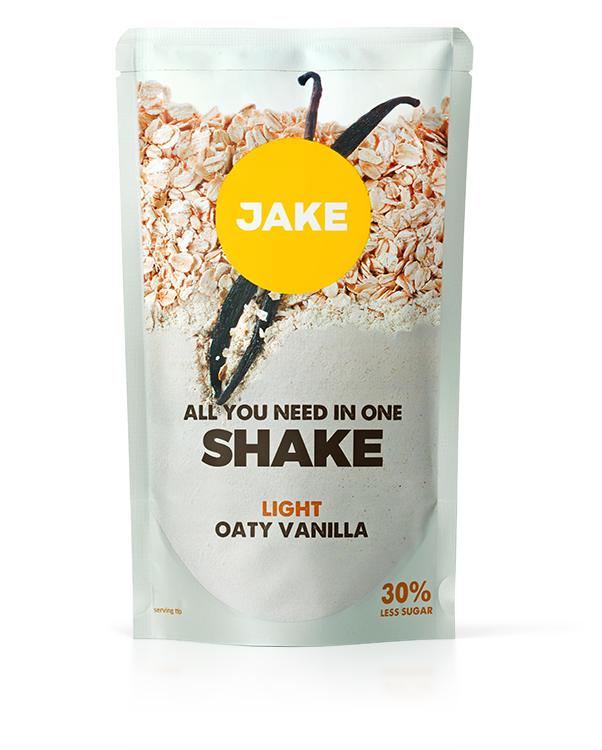 JAKE
ALL YOU NEED IN ONE
SHAKE
LIGHT
OATY VANILLA
30%
LESS SUGAR
serving tip